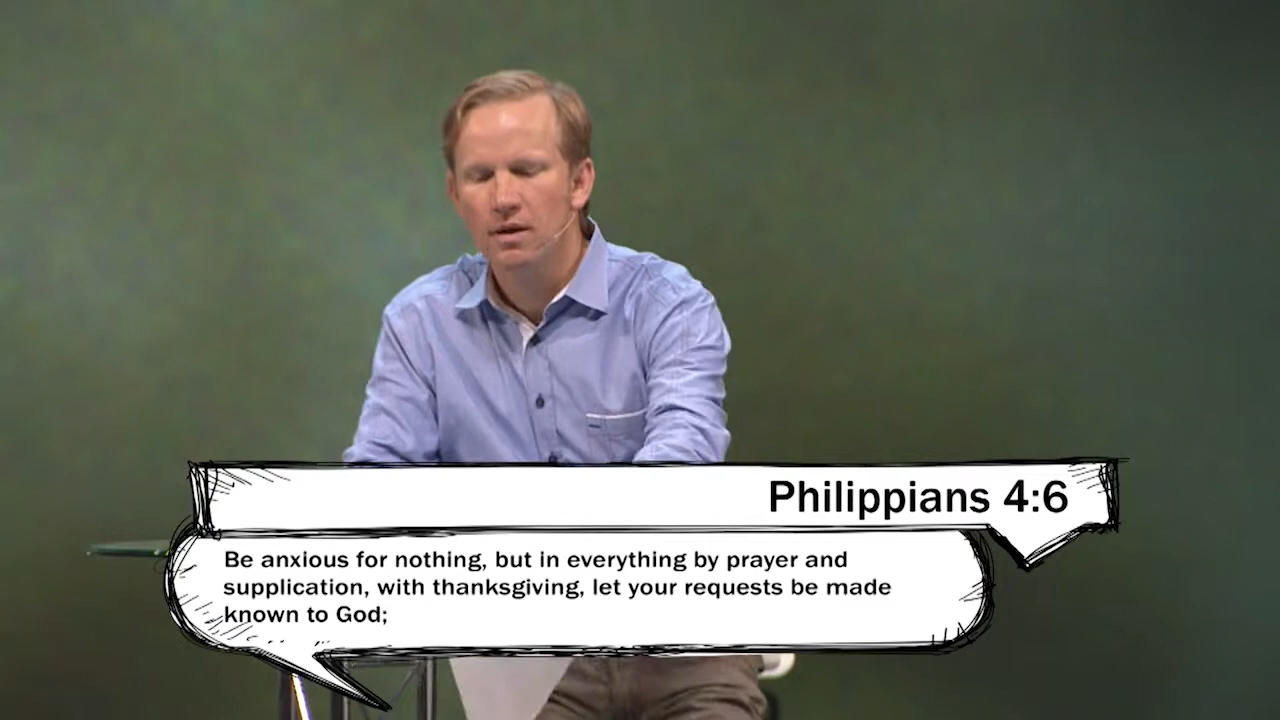 Philippians 4:6
Be anxious for nothing, but in everything by prayer and
supplication, with thanksgiving, let your requests be made
known to God;